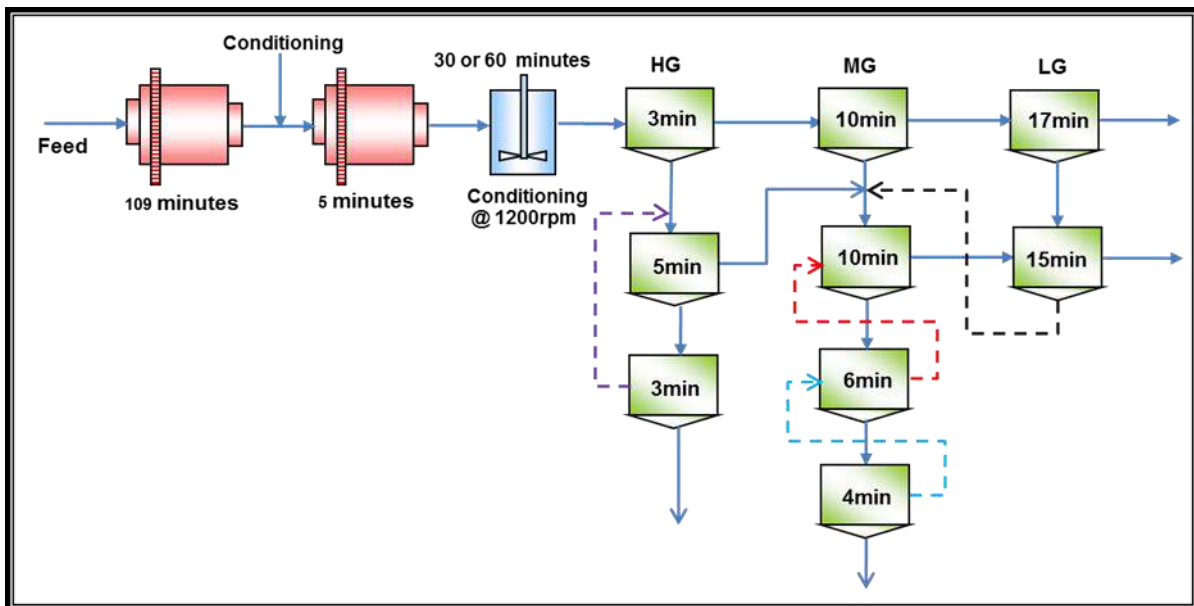 Conditioning
30 or 60 minutes
HG
MG
LG
3min
10min
17min
Feed
109 minutes
5 minutes
Conditioning
@ 1200rpm
5min
10min
15min
3min
6min
4min